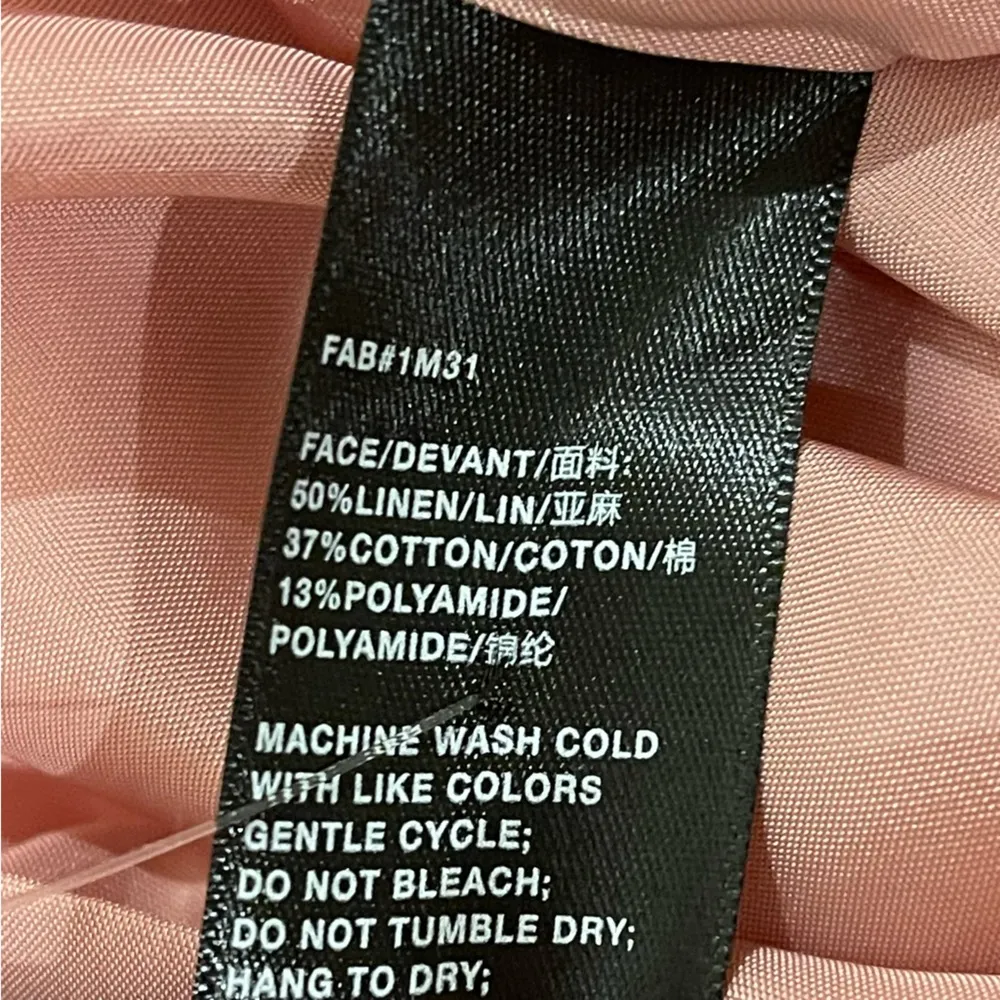 FAB#1M31
FACE/DEVANT/面料:
50%LINEN/LIN/亚麻
37%COTTON/COTON/棉
13%POLYAMIDE/
POLYAMIDE/锦纶
MACHINE WASH COLD
WITH LIKE COLORS
GENTLE CYCLE;
DO NOT BLEACH;
DO NOT TUMBLE DRY;
HANG TO DRY;